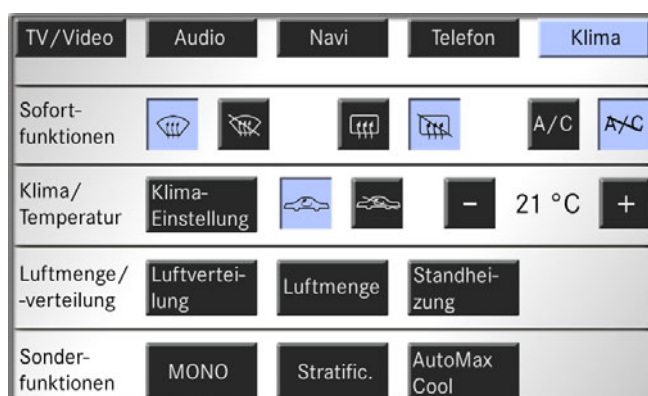 TV/Video Audio Navi Telefon Klima
Sofort-
funktionen A/C A/C
Klima/
Temperatur Klima-
Einstellung - 21 °C +
Luftmenge/
-verteilung Luftvertei-
lung Luftmenge Standhei-
zung
Sonder-
funktionen MONO Stratific. AutoMax
Cool